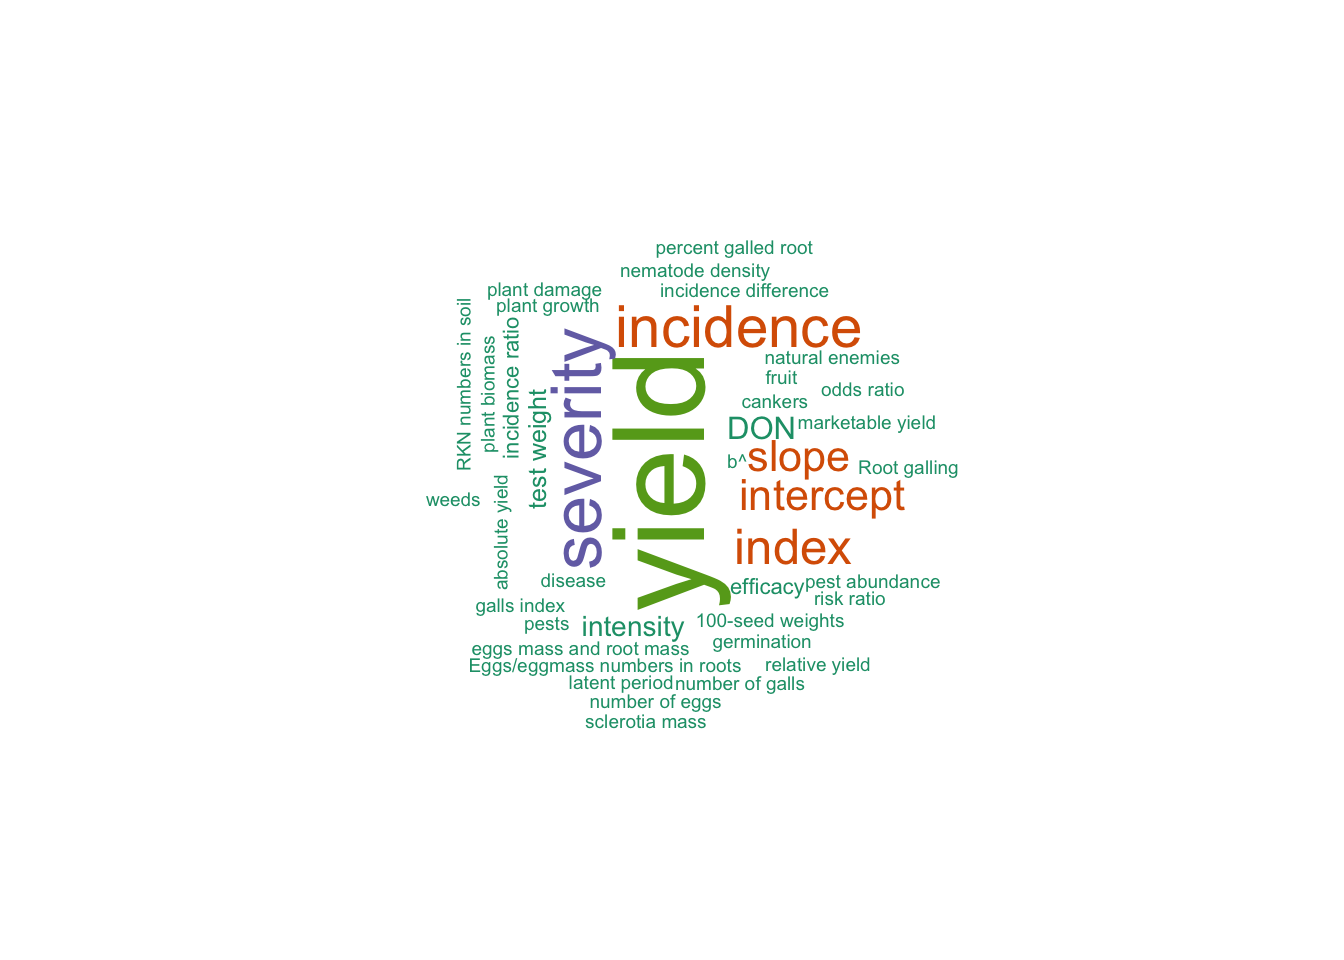 percent galled root
nematode density
plant damage
incidence difference
plant growth
incidence
RKN numbers in soil
plant biomass
incidence ratio
test weight
severity
yield
natural enemies
fruit
odds ratio
cankers
DON
marketable yield
slope
b^
Root galling
intercept
weeds
absolute yield
index
disease
efficacy
pest abundance
risk ratio
galls index
pests
intensity
100-seed weights
germination
eggs mass and root mass
Eggs/eggmass numbers in roots
relative yield
latent period
number of galls
number of eggs
sclerotia mass